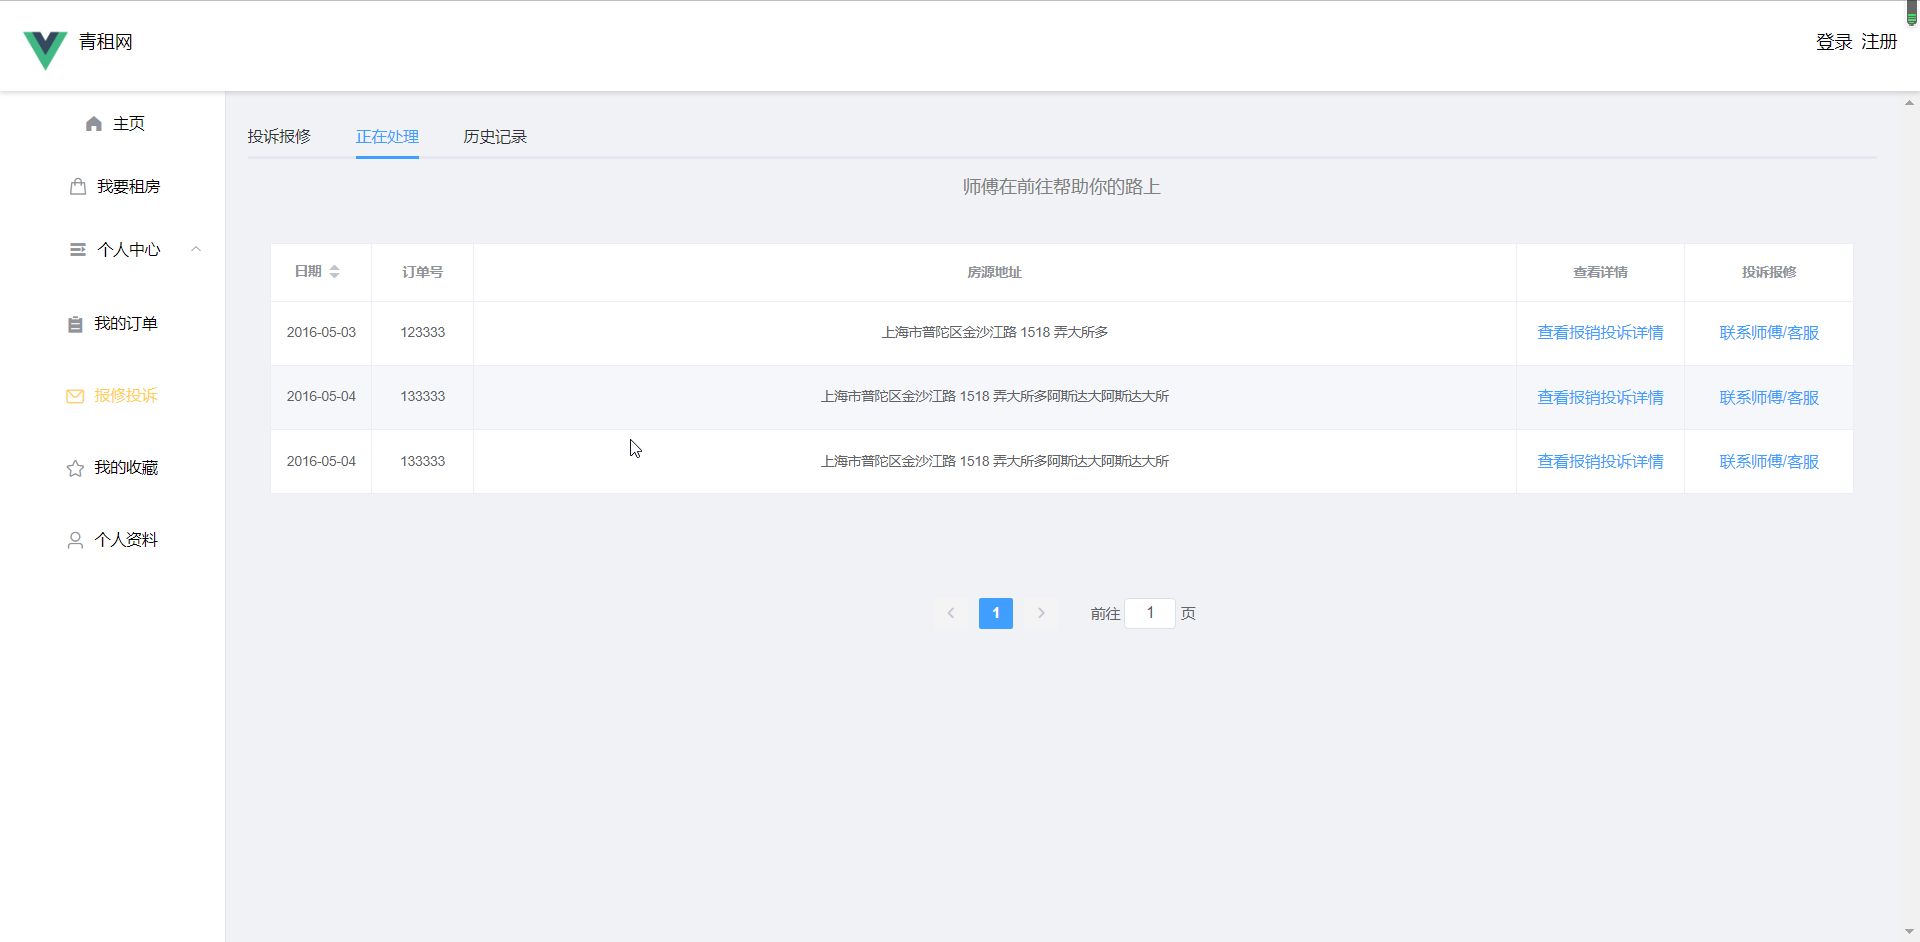 青租网
登录 注册
主页
我要租房
个人中心
我的订单
报修投诉
我的收藏
个人资料
投诉报修 正在处理 历史记录
师傅在前往帮助你的路上
日期 订单号 房源地址 查看详情 投诉报修
2016-05-03 123333 上海市普陀区金沙江路 1518 弄大所多 查看报销投诉详情 联系师傅/客服
2016-05-04 133333 上海市普陀区金沙江路 1518 弄大所多阿斯达大阿斯达大所 查看报销投诉详情 联系师傅/客服
2016-05-04 133333 上海市普陀区金沙江路 1518 弄大所多阿斯达大阿斯达大所 查看报销投诉详情 联系师傅/客服
1 前往 1 页